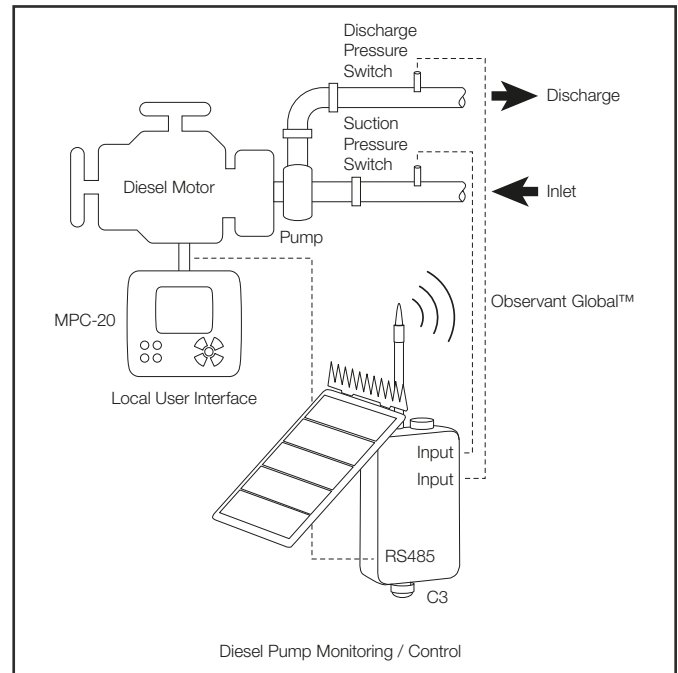 Discharge
Pressure
Switch
Discharge
Suction
Pressure
Switch
Diesel Motor
Inlet
Pump
Observant Global™
MPC-20
Local User Interface
Input
Input
RS485
C3
Diesel Pump Monitoring / Control